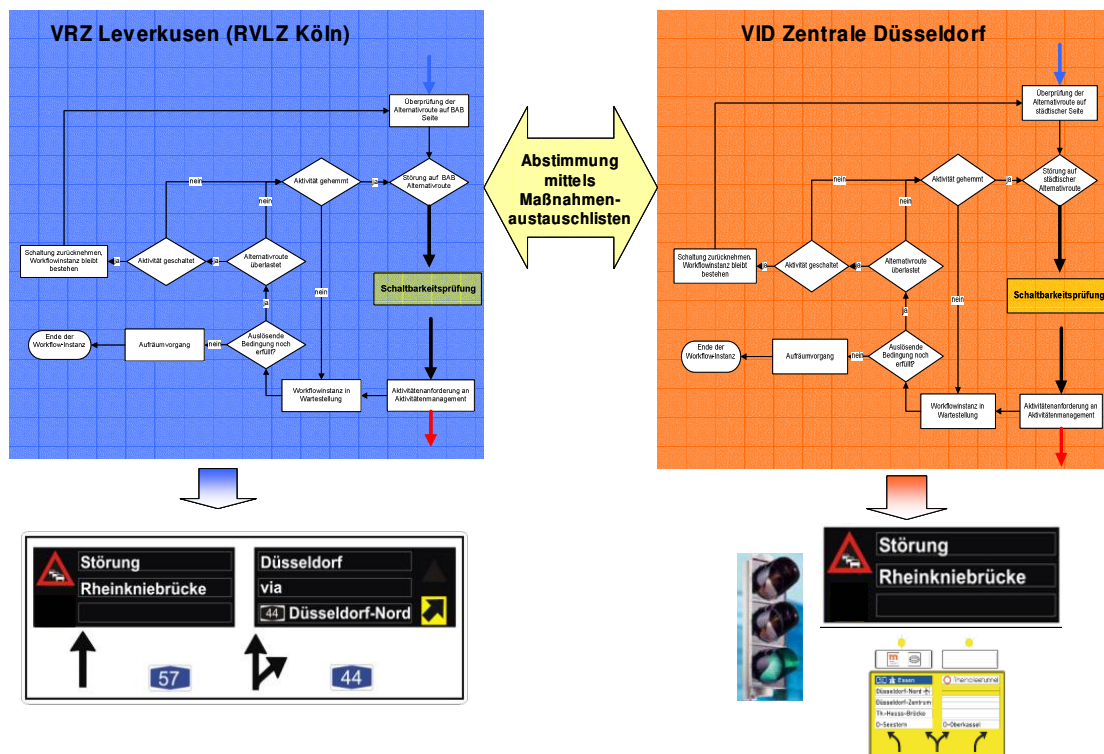 VRZ Leverkusen (RVLZ Köln)
Überprüfung der
Alternativroute auf BAB
Seite
nein
nein
Aktivität gehemmt
ja
Störung auf BAB
Alternativroute
Schaltung zurücknehmen,
Workflowinstanz bleibt
bestehen
ja
Aktivität geschaltet
ja
Alternativroute
überlastet
nein
Schaltbarkeitsprüfung
ja
Ende der
Workflow-Instanz
Aufräumvorgang
nein
Auslösende
Bedingung noch
erfüllt?
Workflowinstanz in
Wartestellung
Aktivitätenanforderung an
Aktivitätenmanagement
Abstimmung
mittels
Maßnahmen-
austauschlisten
VID Zentrale Düsseldorf
Überprüfung der
Alternativroute auf
städtischer Seite
nein
nein
Aktivität gehemmt
ja
Störung auf
städtischer
Alternativroute
Schaltung zurücknehmen,
Workflowinstanz bleibt
bestehen
ja
Aktivität geschaltet
ja
Alternativroute
überlastet
nein
Schaltbarkeitsprüfung
ja
Ende der
Workflow-Instanz
Aufräumvorgang
nein
Auslösende
Bedingung noch
erfüllt?
Workflowinstanz in
Wartestellung
Aktivitätenanforderung an
Aktivitätenmanagement
Störung
Rheinkniebrücke
Düsseldorf
via
44 Düsseldorf-Nord
57
44
Störung
Rheinkniebrücke
Essen
Düsseldorf-Nord
Düsseldorf-Zentrum
Th-Heuss-Brücke
D-Seestern
D-Oberkassel